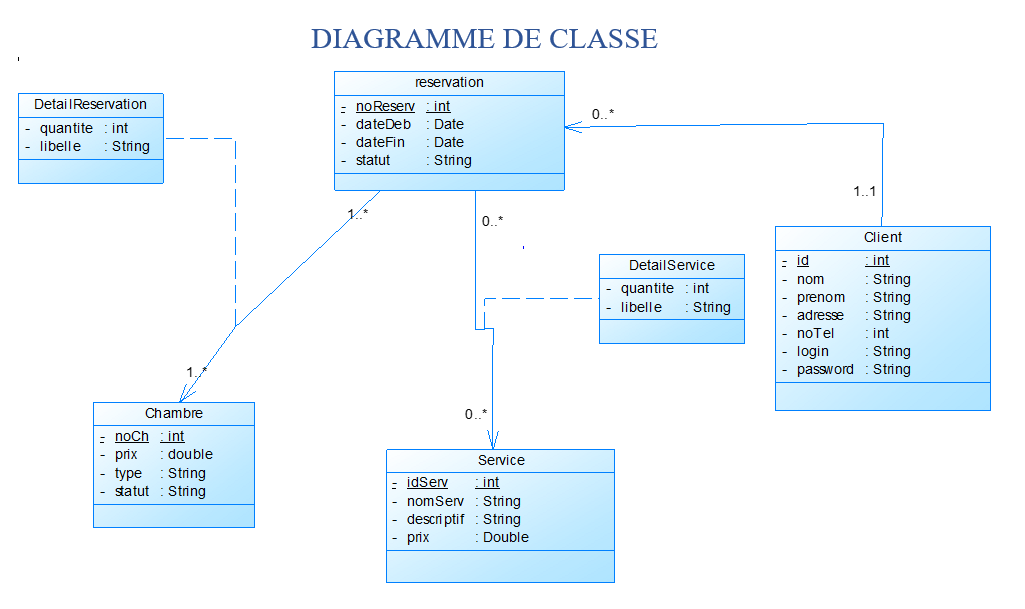 DIAGRAMME DE CLASSE
DetailReservation
- quantite : int
- libelle : String
reservation
- noReserv : int
- dateDeb : Date
- dateFin : Date
- statut : String
0..*
1..1
1..*
0..*
Client
- id : int
- nom : String
- prenom : String
- adresse : String
- noTel : int
- login : String
- password : String
DetailService
- quantite : int
- libelle : String
1..*
0..*
Chambre
- noCh : int
- prix : double
- type : String
- statut : String
Service
- idServ : int
- nomServ : String
- descriptif : String
- prix : Double